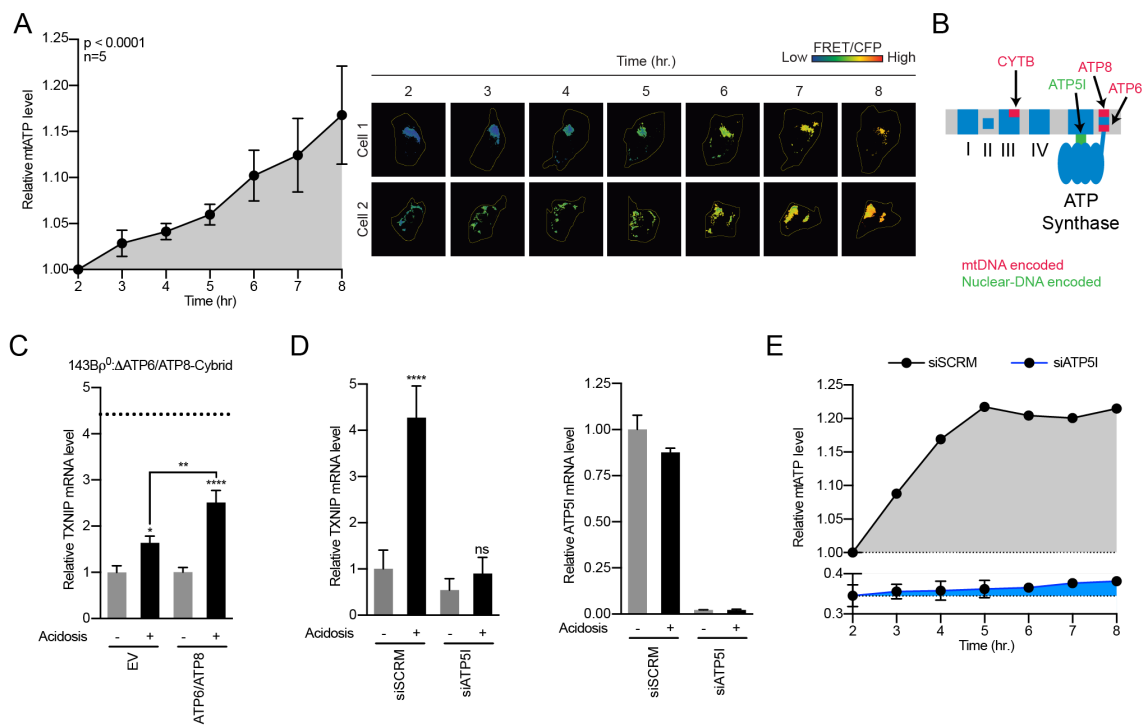 A
p < 0.0001
n=5
Relative mtATP level
1.25
1.20
1.15
1.10
1.05
1.00
2 3 4 5 6 7 8
Time (hr)
FRET/CFP
Low High
Time (hr.)
2 3 4 5 6 7 8
Cell 1
Cell 2
B
CYTB
ATP8
ATP5I
ATP6
I II III IV
ATP
Synthase
mtDNA encoded
Nuclear-DNA encoded
C
143Bρ⁰:ΔATP6/ATP8-Cybrid
Relative TXNIP mRNA level
5
4
3
2
1
0
*
**
****
Acidosis - + - +
EV
ATP6/ATP8
D
Relative TXNIP mRNA level
5
4
3
2
1
0
****
ns
Acidosis - + - +
siSCRM
siATP5I
Relative ATP5I mRNA level
1.25
1.00
0.75
0.50
0.25
0.00
- + - +
siSCRM
siATP5I
E
siSCRM siATP5I
Relative mtATP level
1.25
1.20
1.15
1.10
1.05
1.00
0.4
0.3
2 3 4 5 6 7 8
Time (hr.)